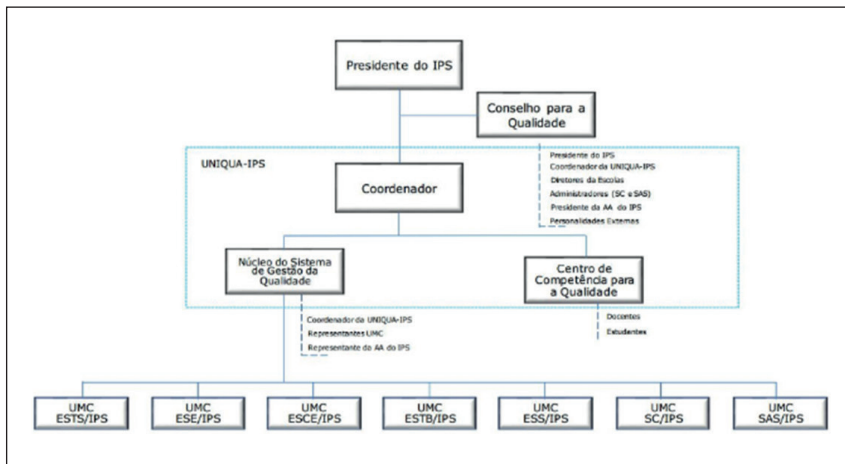 Presidente do IPS
Conselho para a
Qualidade
UNIQUA-IPS
Presidente do IPS
Coordenador da UNIQUA-IPS
Diretores da Escolas
Administradores (SC e SAS)
Presidente da AA do IPS
Personalidades Externas
Coordenador
Núcleo do Sistema
de Gestão da
Qualidade
Centro de
Competência para
a Qualidade
Coordenador da UNIQUA-IPS
Representantes UMC
Representante da AA do IPS
Docentes
Estudantes
UMC
ESTS/IPS
UMC
ESE/IPS
UMC
ESCE/IPS
UMC
ESTB/IPS
UMC
ESS/IPS
UMC
SC/IPS
UMC
SAS/IPS